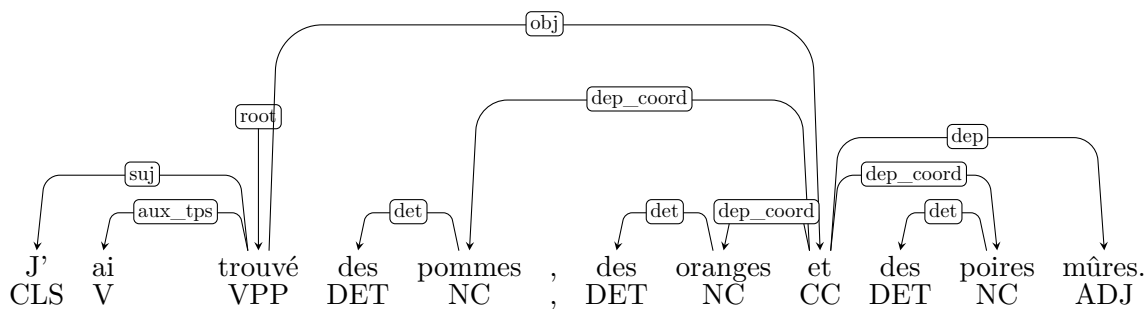 obj
dep_coord
root
dep
suj
dep_coord
aux_tps det det dep_coord det
J' ai trouvé des pommes , des oranges et des poires mûres.
CLS V VPP DET NC , DET NC CC DET NC ADJ